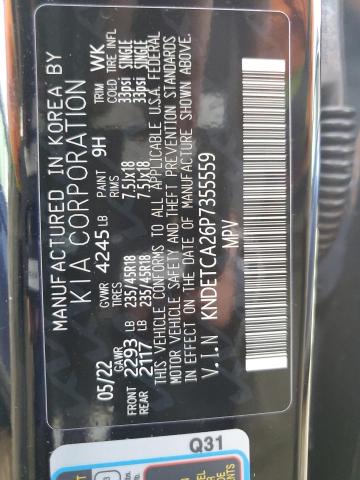 MANUFACTURED IN KOREA BY
KIA CORPORATION
05/22 GVWR 4245LB PAINT 9H TRIM WK
GAWR TIRES RIMS COLD TIRE INFL
FRONT 2293 LB 235/45R18 7.5Jx18 33psi SINGLE
REAR 2117 LB 235/45R18 7.5Jx18 33psi SINGLE
THIS VEHICLE CONFORMS TO ALL APPLICABLE U.S.A. FEDERAL
MOTOR VEHICLE SAFETY AND THEFT PREVENTION STANDARDS
IN EFFECT ON THE DATE OF MANUFACTURE SHOWN ABOVE.
V.I.N KNDETCA26P7355559
MPV
Q31